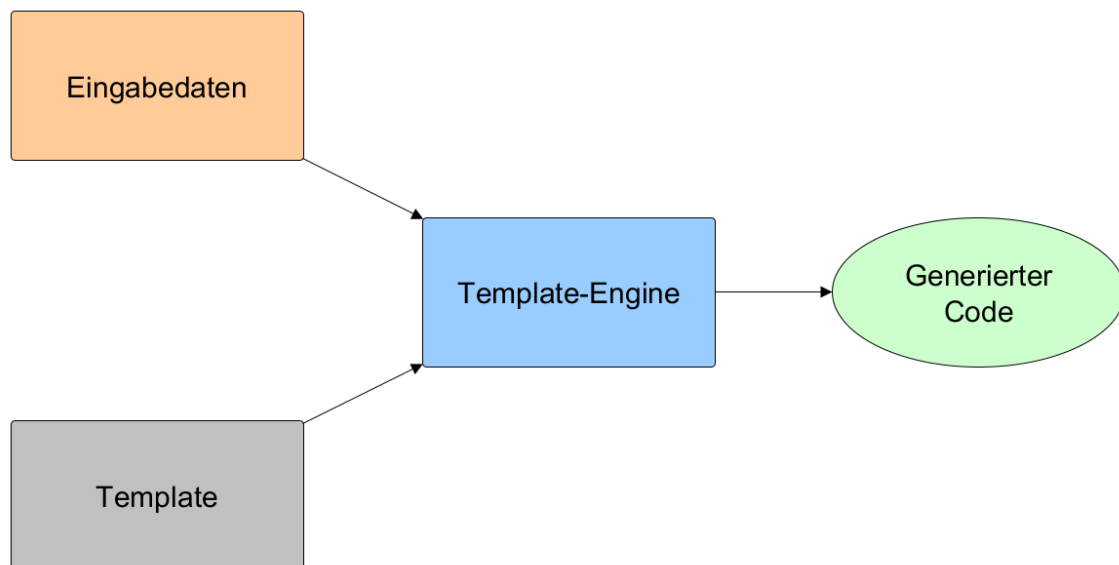 Eingabedaten
Template-Engine
Generierter
Code
Template